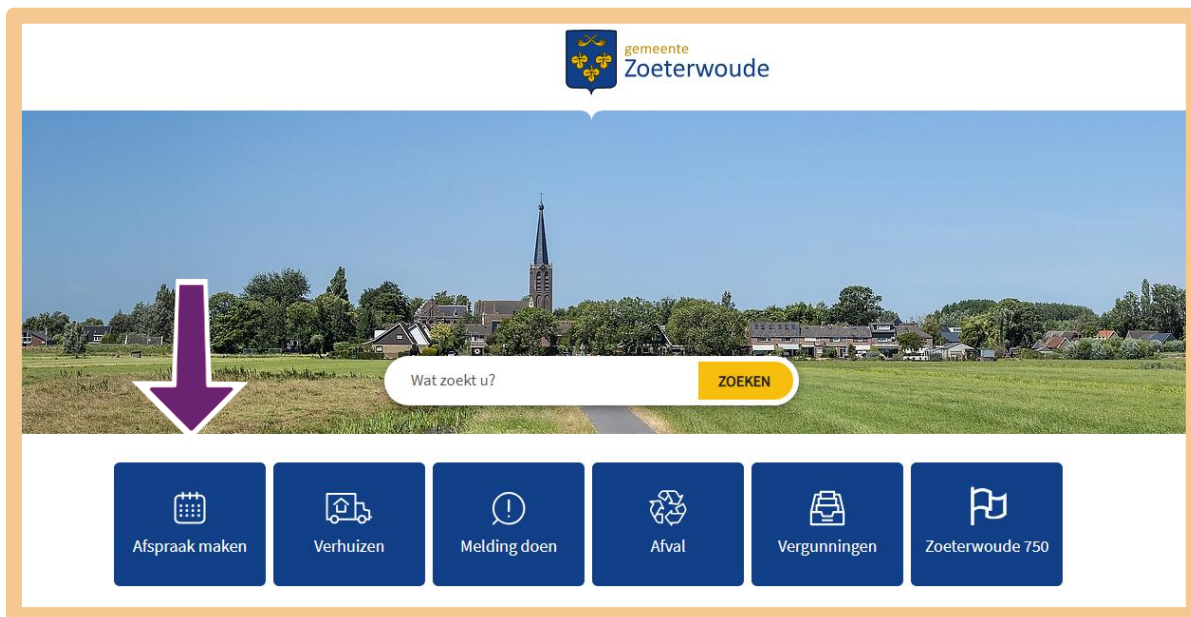 gemeente
Zoeterwoude
Wat zoekt u?
ZOEKEN
Afspraak maken
Verhuizen
Melding doen
Afval
Vergunningen
Zoeterwoude 750